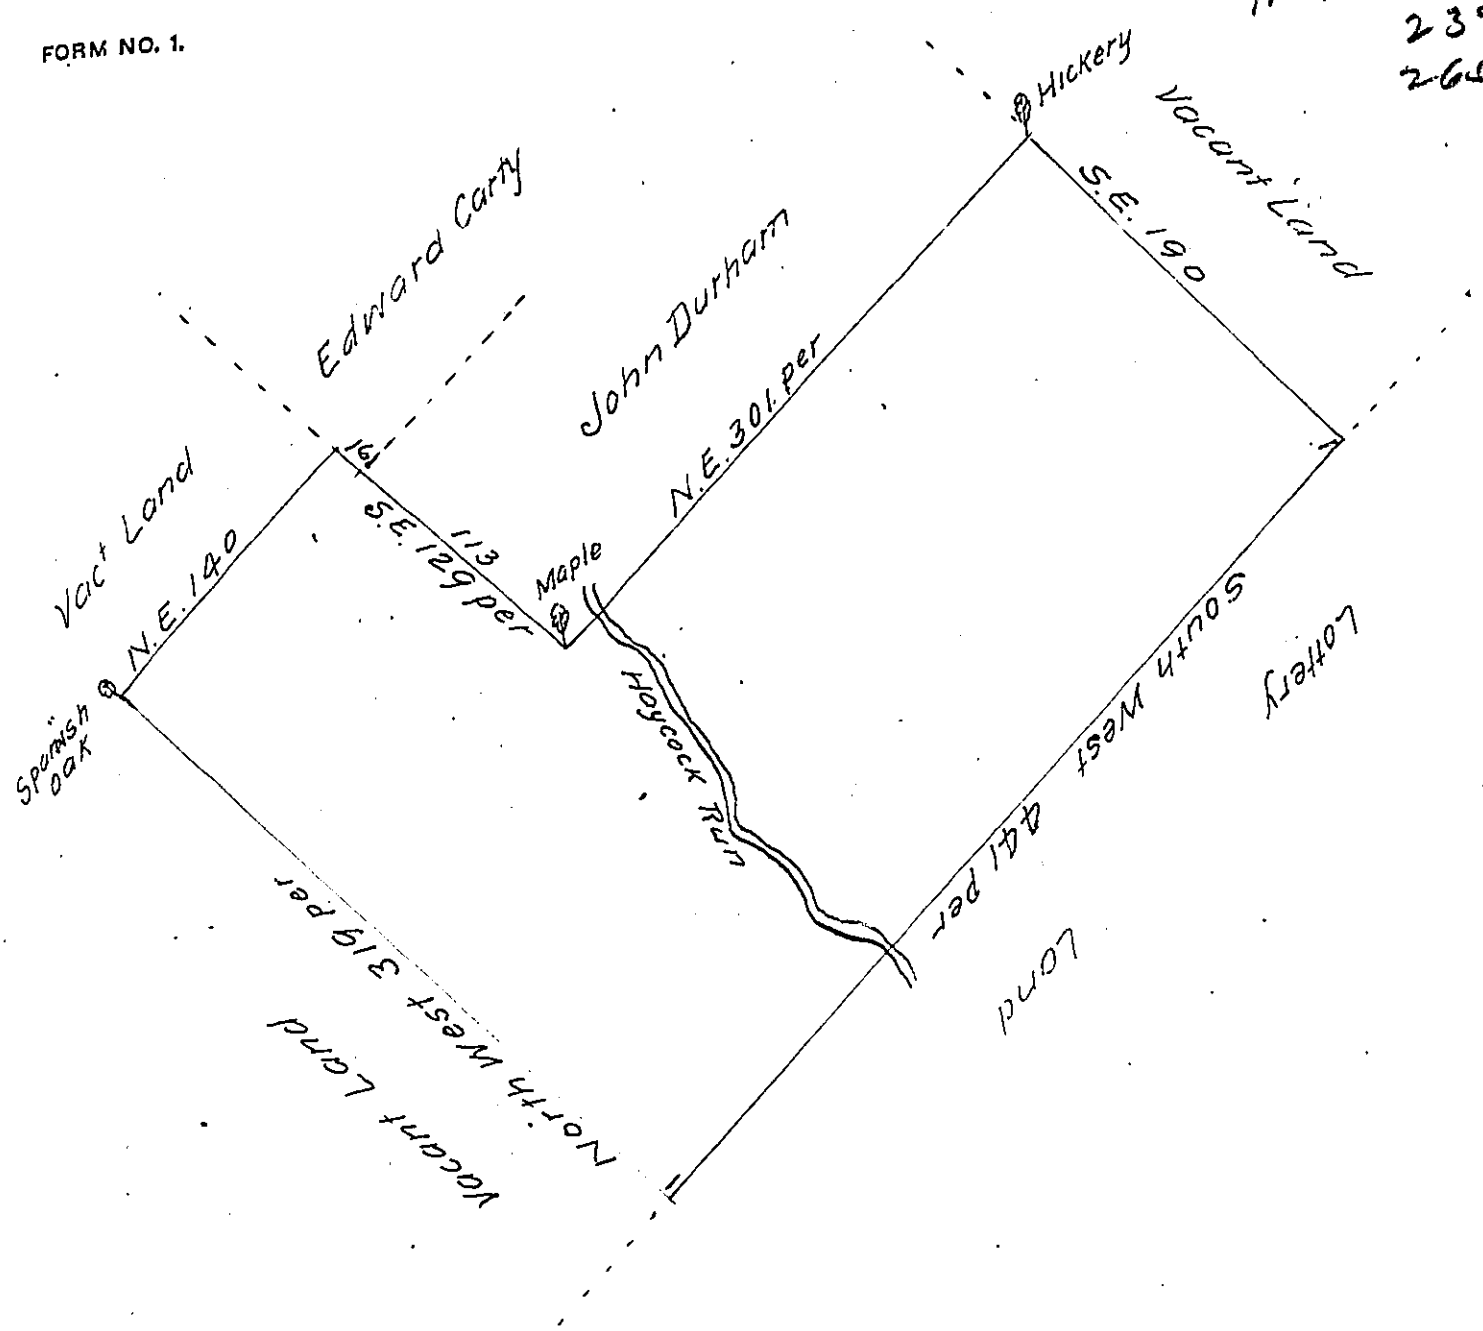 FORM NO. 1.
Hickery
Vacant Land
S.E. 190
Edward Carty
John Durham
N.E. 301 per
16
Vact Land
N.E. 140
113
S.E. 129 per
Maple
Spanish
oak
Haycock Run
South West 441 per
Lottery
Land
North West 319 per
Vacant Land